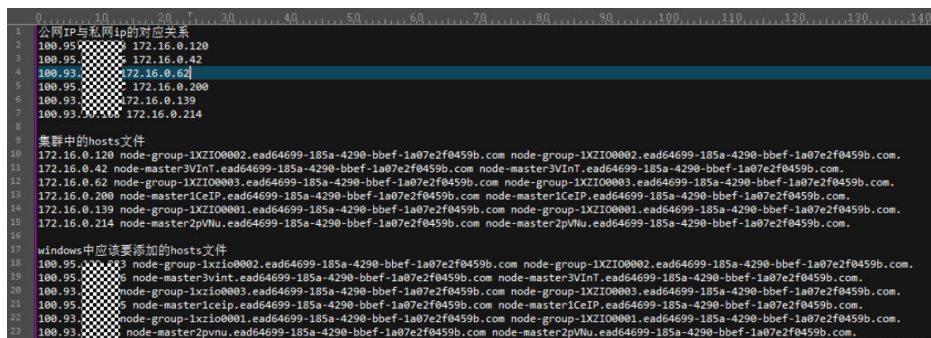 0 10 20 30 40 50 60 70 80 90 100 110 120 130 140
1 公网IP与私网ip的对应关系
2 100.95 172.16.0.120
3 100.95. 172.16.0.42
4 100.93. 172.16.0.62
5 100.95. 172.16.0.200
6 100.93. 172.16.0.139
7 100.93. 172.16.0.214
8
9 集群中的hosts文件
10 172.16.0.120 node-group-1XZIO0002.ead64699-185a-4290-bbef-1a07e2f0459b.com node-group-1XZIO0002.ead64699-185a-4290-bbef-1a07e2f0459b.com.
11 172.16.0.42 node-master3VInT.ead64699-185a-4290-bbef-1a07e2f0459b.com node-master3VInT.ead64699-185a-4290-bbef-1a07e2f0459b.com.
12 172.16.0.62 node-group-1XZIO0003.ead64699-185a-4290-bbef-1a07e2f0459b.com node-group-1XZIO0003.ead64699-185a-4290-bbef-1a07e2f0459b.com.
13 172.16.0.200 node-master1CeIP.ead64699-185a-4290-bbef-1a07e2f0459b.com node-master1CeIP.ead64699-185a-4290-bbef-1a07e2f0459b.com.
14 172.16.0.139 node-group-1XZIO0001.ead64699-185a-4290-bbef-1a07e2f0459b.com node-group-1XZIO0001.ead64699-185a-4290-bbef-1a07e2f0459b.com.
15 172.16.0.214 node-master2pVNu.ead64699-185a-4290-bbef-1a07e2f0459b.com node-master2pVNu.ead64699-185a-4290-bbef-1a07e2f0459b.com.
16
17 windows中应该要添加的hosts文件
18 100.95. 3 node-group-1xzio0002.ead64699-185a-4290-bbef-1a07e2f0459b.com node-group-1XZIO0002.ead64699-185a-4290-bbef-1a07e2f0459b.com.
19 100.95. 6 node-master3vint.ead64699-185a-4290-bbef-1a07e2f0459b.com node-master3VInT.ead64699-185a-4290-bbef-1a07e2f0459b.com.
20 100.93. node-group-1xzio0003.ead64699-185a-4290-bbef-1a07e2f0459b.com node-group-1XZIO0003.ead64699-185a-4290-bbef-1a07e2f0459b.com.
21 100.95. 5 node-master1ceip.ead64699-185a-4290-bbef-1a07e2f0459b.com node-master1CeIP.ead64699-185a-4290-bbef-1a07e2f0459b.com.
22 100.93. node-group-1xzio0001.ead64699-185a-4290-bbef-1a07e2f0459b.com node-group-1XZIO0001.ead64699-185a-4290-bbef-1a07e2f0459b.com.
23 100.93. node-master2pvnu.ead64699-185a-4290-bbef-1a07e2f0459b.com node-master2pVNu.ead64699-185a-4290-bbef-1a07e2f0459b.com.